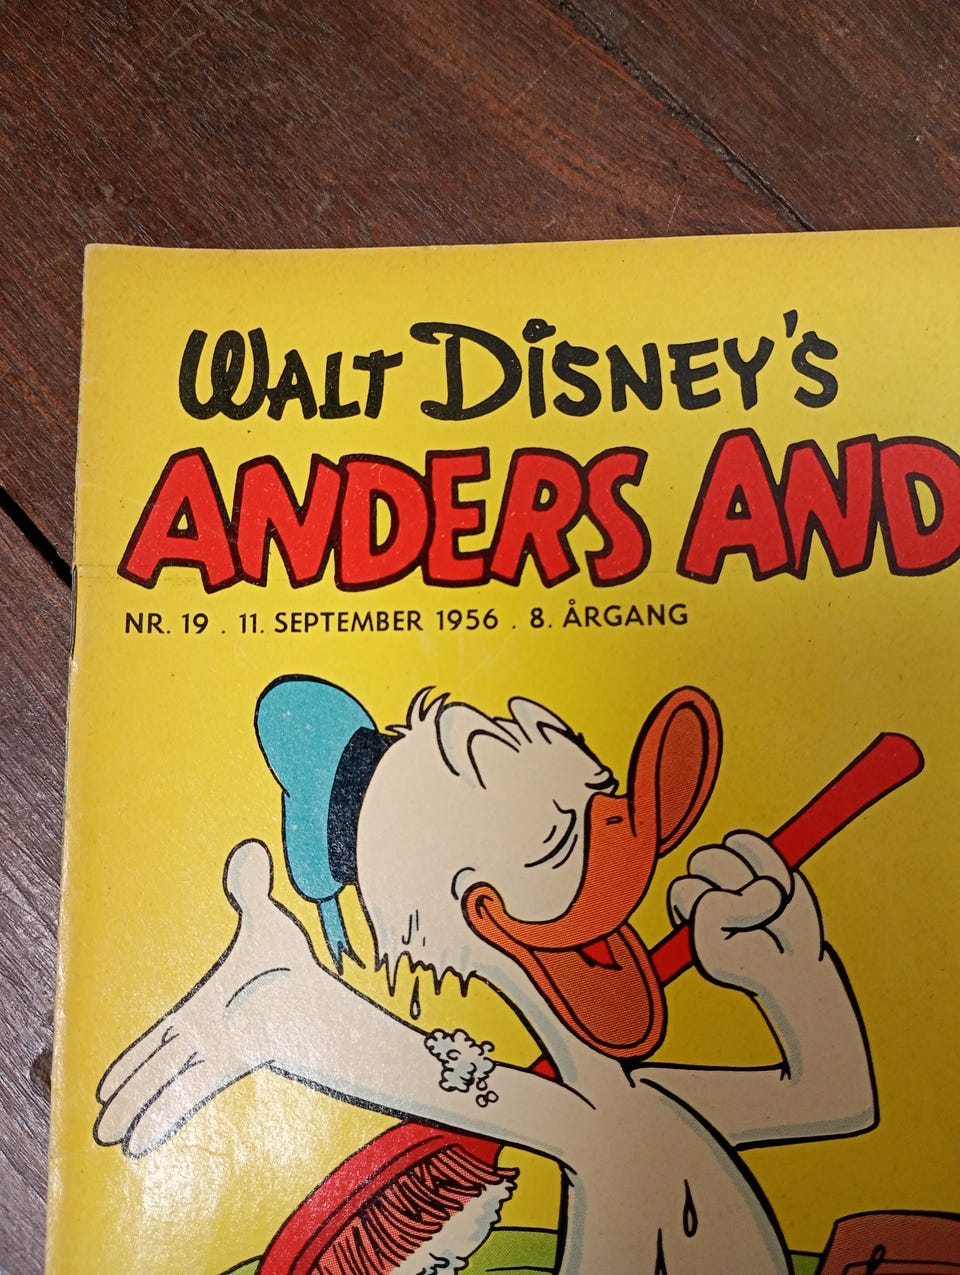 WALT DISNEY'S
ANDERS AND
NR. 19 . 11. SEPTEMBER 1956 . 8. ÅRGANG